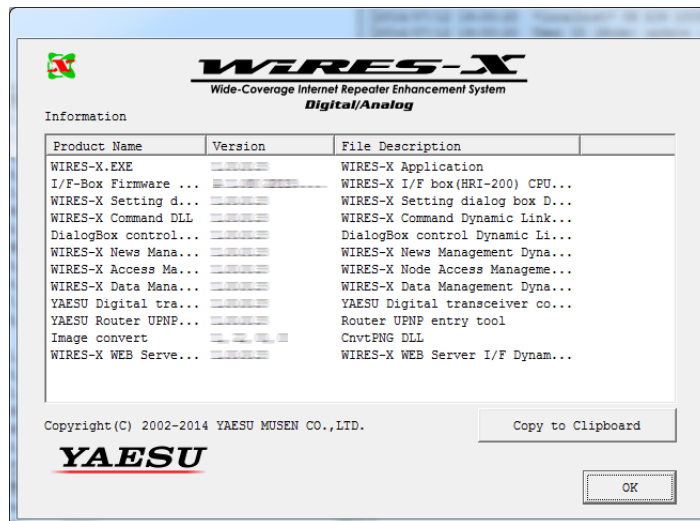 WiRES-X
Wide-Coverage Internet Repeater Enhancement System
Digital/Analog
Information
Product Name Version File Description
WIRES-X.EXE WIRES-X Application
I/F-Box Firmware ... WIRES-X I/F box(HRI-200) CPU...
WIRES-X Setting d... WIRES-X Setting dialog box D...
WIRES-X Command DLL WIRES-X Command Dynamic Link...
DialogBox control... DialogBox control Dynamic Li...
WIRES-X News Mana... WIRES-X News Management Dyna...
WIRES-X Access Ma... WIRES-X Node Access Manageme...
WIRES-X Data Mana... WIRES-X Data Management Dyna...
YAESU Digital tra... YAESU Digital transceiver co...
YAESU Router UPNP... Router UPNP entry tool
Image convert CnvtPNG DLL
WIRES-X WEB Serve... WIRES-X WEB Server I/F Dynam...
Copyright(C) 2002-2014 YAESU MUSEN CO.,LTD.
Copy to Clipboard
YAESU
OK